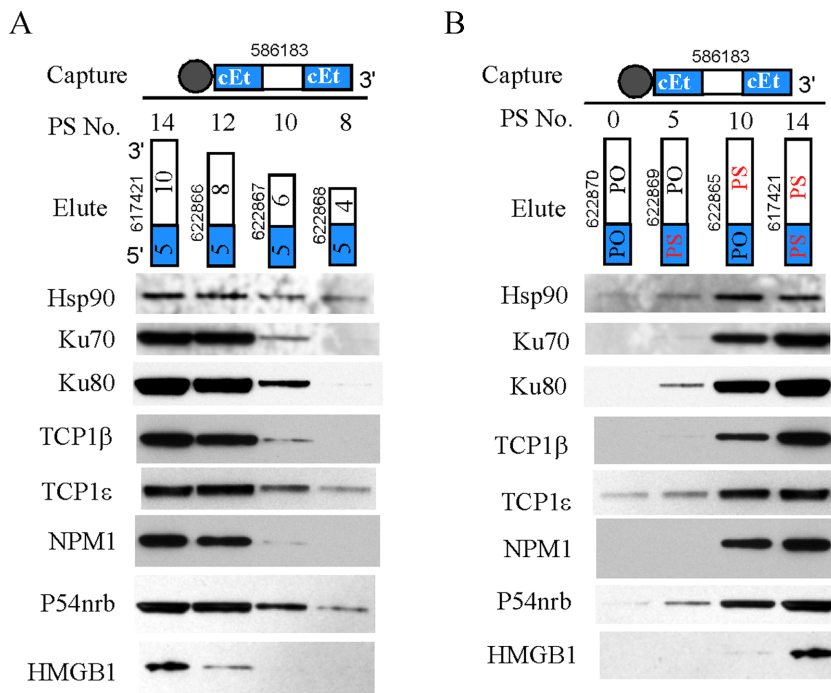 A
586183
Capture cEt cEt 3'
PS No. 14 12 10 8
3'
Elute
5'
617421 10 5
622866 8 5
622867 6 5
622868 4 5
Hsp90
Ku70
Ku80
TCP1β
TCP1ε
NPM1
P54nrb
HMGB1
B
586183
Capture cEt cEt 3'
PS No. 0 5 10 14
Elute
622870 PO PO
622869 PO PS
622865 PS PO
617421 PS PS
Hsp90
Ku70
Ku80
TCP1β
TCP1ε
NPM1
P54nrb
HMGB1